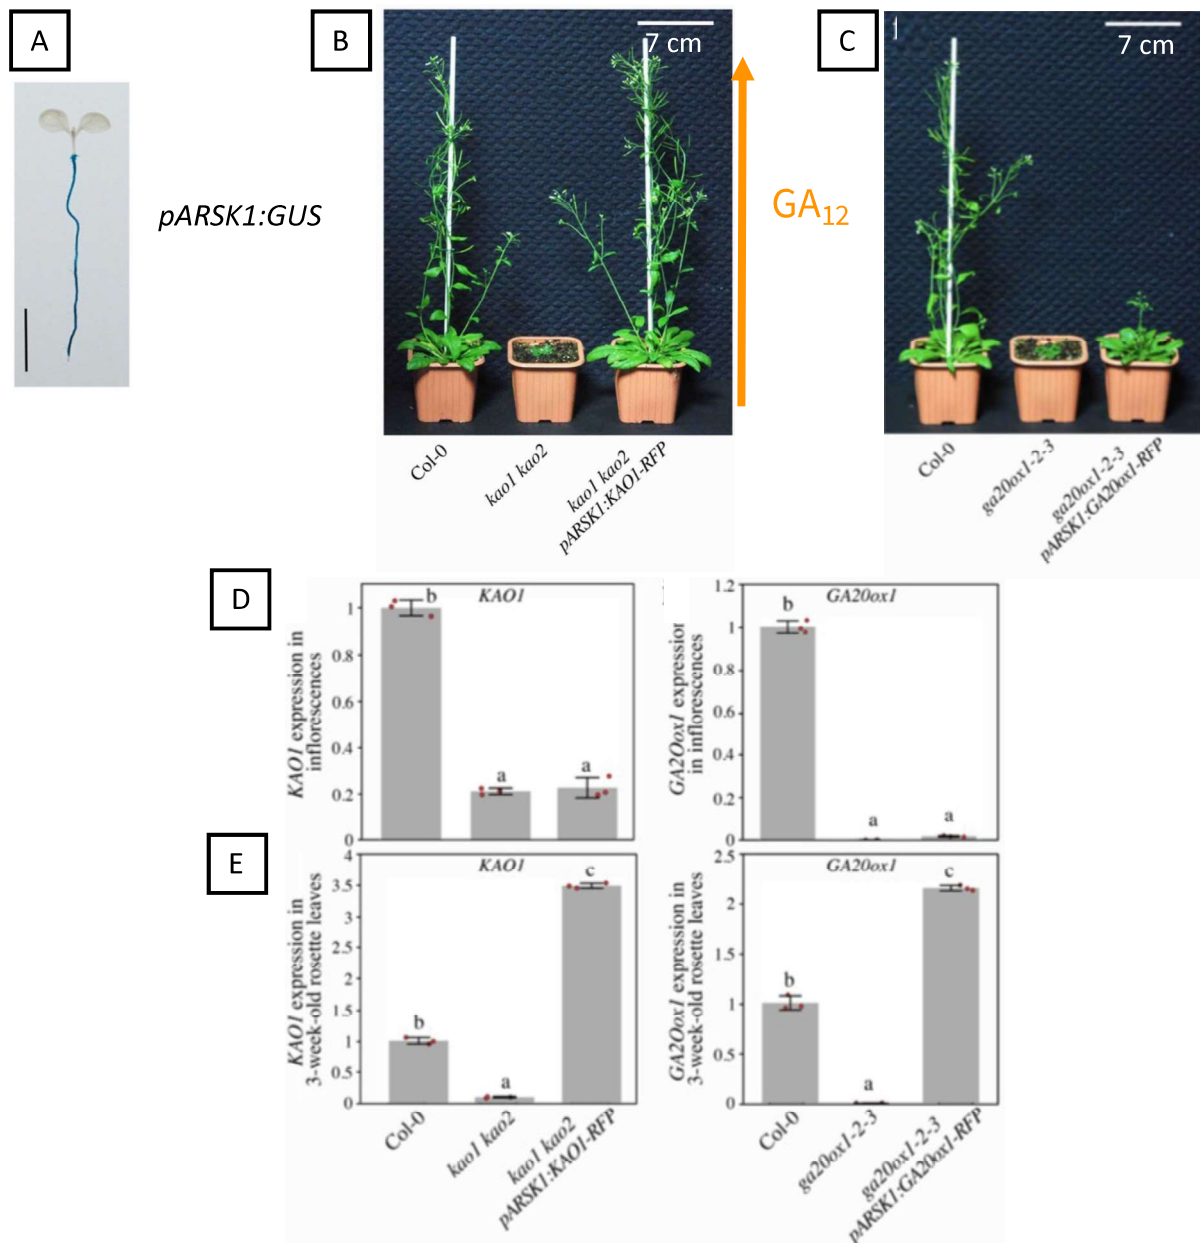 A
B
C
7 cm
7 cm
pARSK1:GUS
GA12
Col-0
kao1 kao2
kao1 kao2
pARSK1:KAO1-RFP
Col-0
ga20ox1-2-3
ga20ox1-2-3
pARSK1:GA20ox1-RFP
D
KAO1 expression in
inflorescences
KAO1
1
0.8
0.6
0.4
0.2
0
b
a
a
GA20ox1 expression
in inflorescences
GA20ox1
1.2
1
0.8
0.6
0.4
0.2
0
b
a
a
E
KAO1 expression in
3-week-old rosette leaves
KAO1
4
3.5
3
2.5
2
1.5
1
0.5
0
b
a
c
Col-0
kao1 kao2
kao1 kao2
pARSK1:KAO1-RFP
GA20ox1 expression in
3-week-old rosette leaves
GA20ox1
2.5
2
1.5
1
0.5
0
b
a
c
Col-0
ga20ox1-2-3
ga20ox1-2-3
pARSK1:GA20ox1-RFP